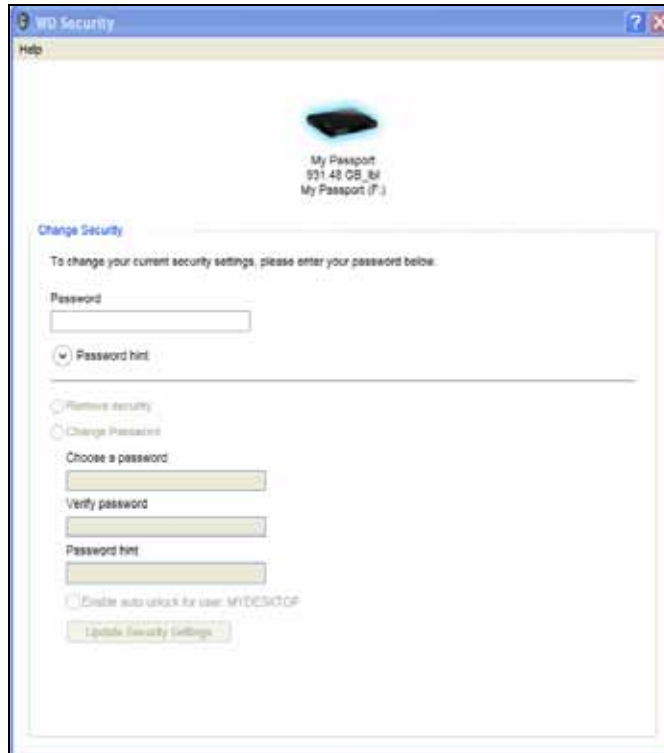 WD Security
Help
My Passport
931.48 GB_lbl
My Passport (F:)
Change Security
To change your current security settings, please enter your password below.
Password
Password hint
Remove security
Change Password
Choose a password
Verify password
Password hint
Enable auto unlock for user: MYDESKTOP
Update Security Settings